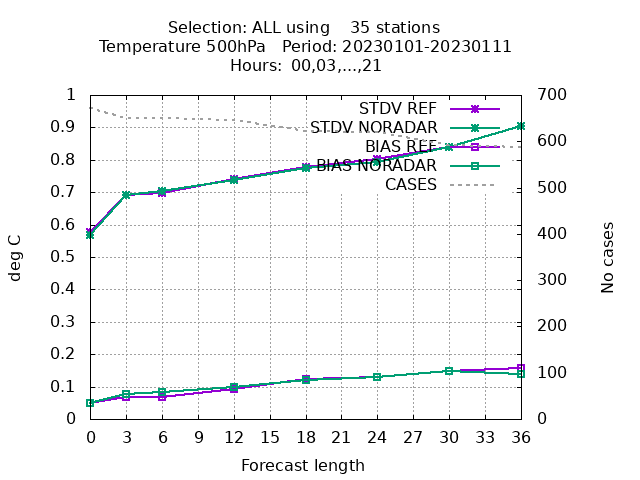 Selection: ALL using    35 stations
Temperature 500hPa   Period: 20230101-20230111
Hours:  00,03,...,21
STDV REF
STDV NORADAR
BIAS REF
BIAS NORADAR
CASES
1
0.9
0.8
0.7
0.6
0.5
0.4
0.3
0.2
0.1
0
700
600
500
400
300
200
100
0
deg C
No cases
0 3 6 9 12 15 18 21 24 27 30 33 36
Forecast length